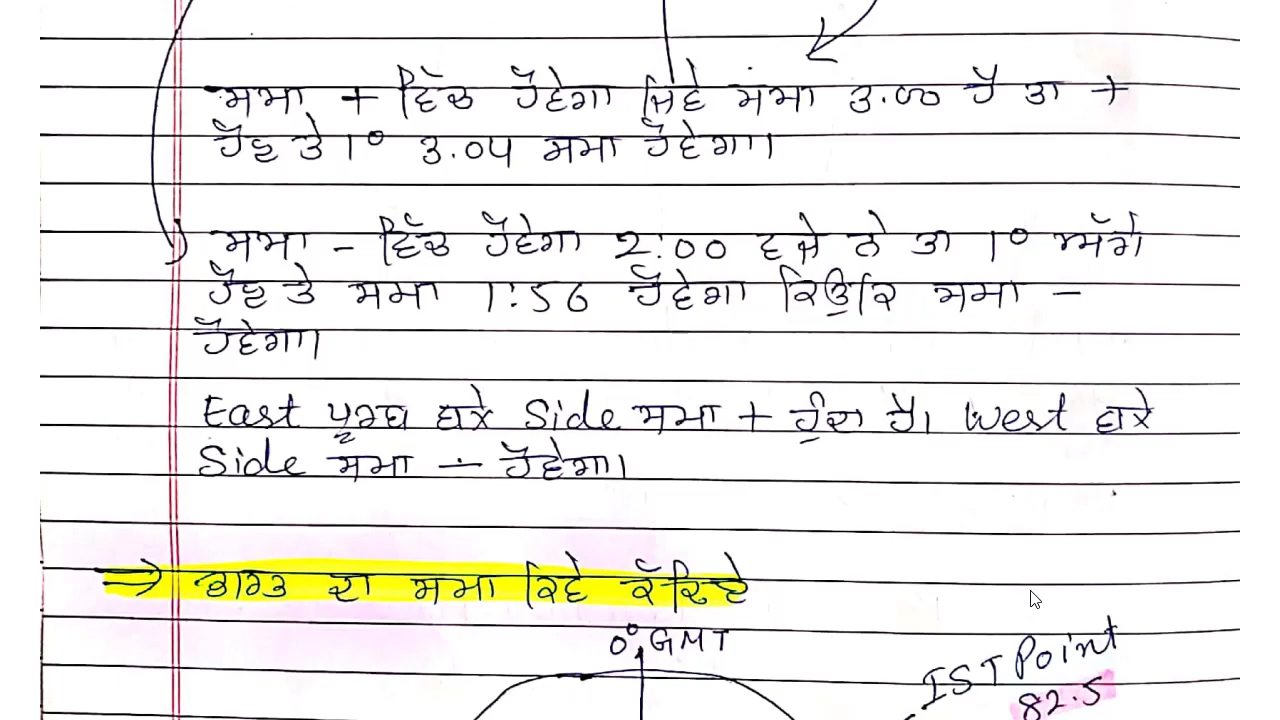 ਸਮਾ + ਵਿੱਚ ਹੋਵੇਗਾ ਜਿਵੇ ਸਮਾ 3.00 ਹੈ ਤਾ +
ਹੋਣ ਤੇ 1° 3.04 ਸਮਾ ਹੋਵੇਗਾ।
ਸਮਾ - ਵਿੱਚ ਹੋਵੇਗਾ 2:00 ਵਜੇ ਨੇ ਤਾ 1° ਅੱਗੇ
ਹੋਣ ਤੇ ਸਮਾ 1:56 ਹੋਵੇਗਾ ਕਿਉਕਿ ਸਮਾ -
ਹੋਵੇਗਾ।
East ਪੂਰਬ ਵਾਲੇ Side ਸਮਾ + ਹੁੰਦਾ ਹੈ। West ਵਾਲੇ
Side ਸਮਾ - ਹੋਵੇਗਾ।
⇒ ਭਾਰਤ ਦਾ ਸਮਾ ਕਿਵੇ ਕੱਢਿਏ
0° GMT
IST Point
82.5